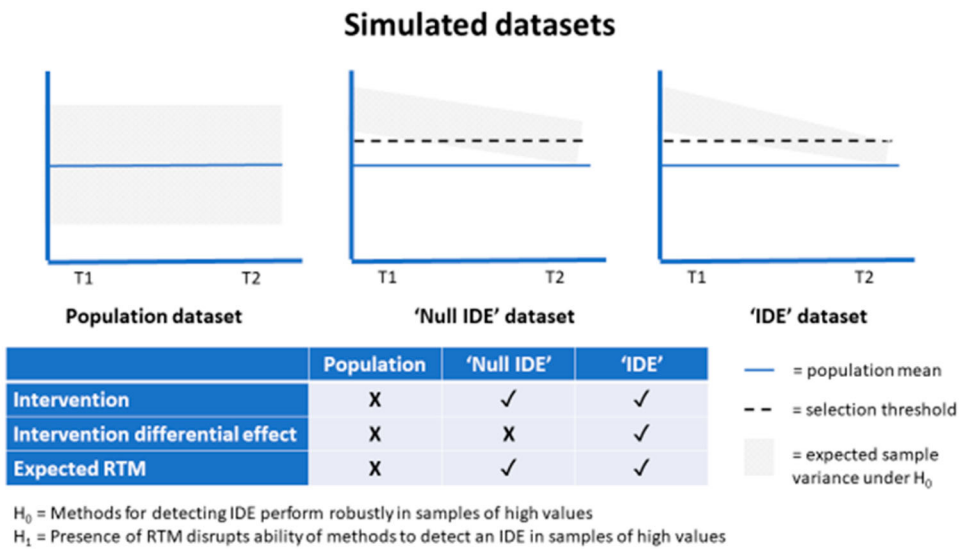 Simulated datasets
T1 T2 T1 T2 T1 T2
Population dataset 'Null IDE' dataset 'IDE' dataset
Population 'Null IDE' 'IDE'
Intervention X ✓ ✓
Intervention differential effect X X ✓
Expected RTM X ✓ ✓
= population mean
= selection threshold
= expected sample
variance under H₀
H₀ = Methods for detecting IDE perform robustly in samples of high values
H₁ = Presence of RTM disrupts ability of methods to detect an IDE in samples of high values